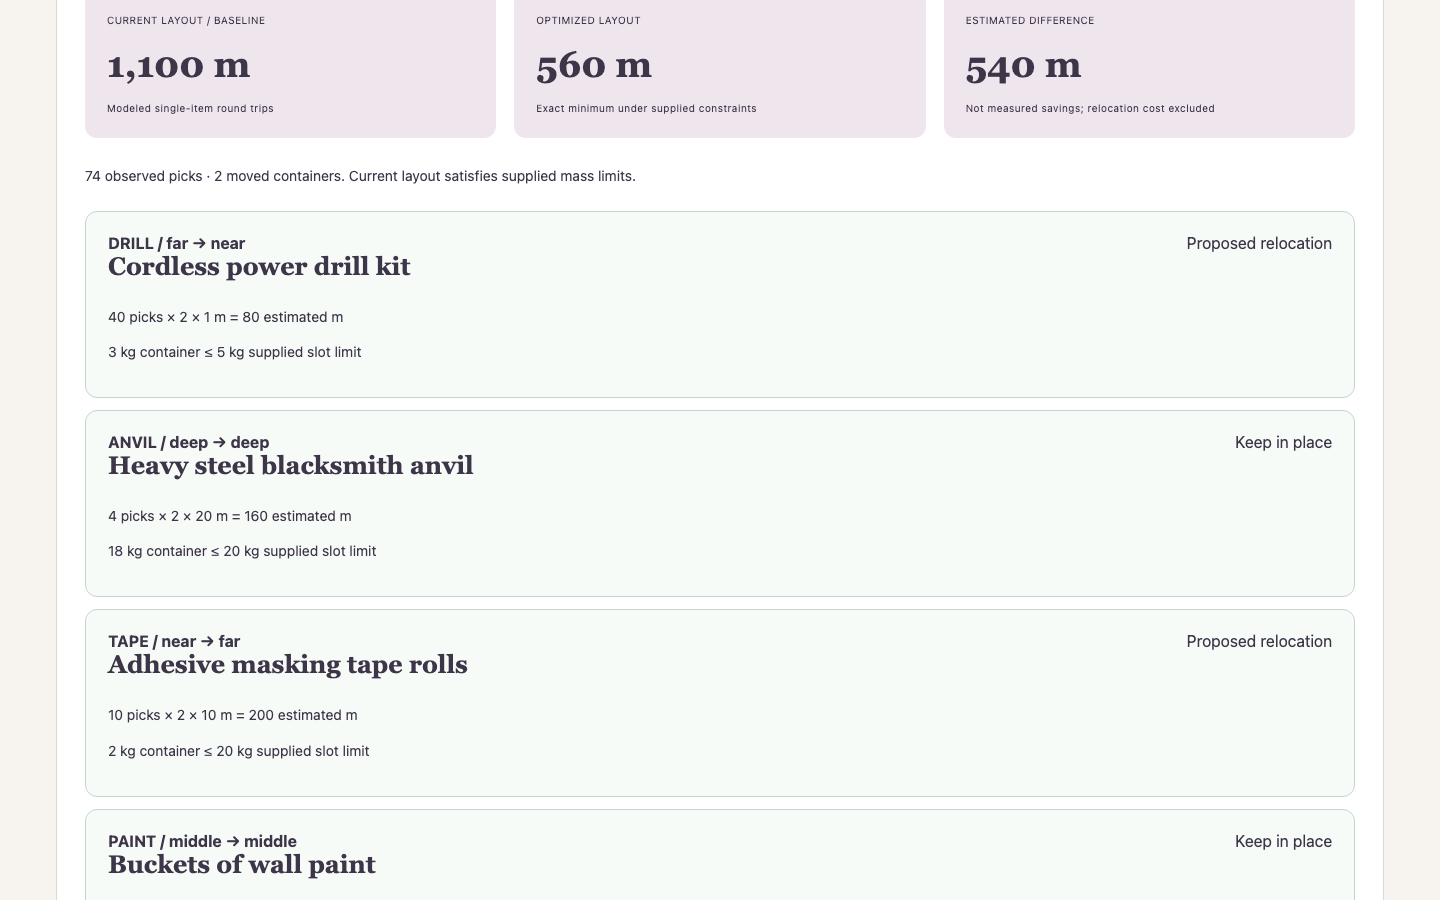 CURRENT LAYOUT / BASELINE
1,100 m
Modeled single-item round trips
OPTIMIZED LAYOUT
560 m
Exact minimum under supplied constraints
ESTIMATED DIFFERENCE
540 m
Not measured savings; relocation cost excluded
74 observed picks · 2 moved containers. Current layout satisfies supplied mass limits.
DRILL / far → near
Proposed relocation
Cordless power drill kit
40 picks × 2 × 1 m = 80 estimated m
3 kg container ≤ 5 kg supplied slot limit
ANVIL / deep → deep
Keep in place
Heavy steel blacksmith anvil
4 picks × 2 × 20 m = 160 estimated m
18 kg container ≤ 20 kg supplied slot limit
TAPE / near → far
Proposed relocation
Adhesive masking tape rolls
10 picks × 2 × 10 m = 200 estimated m
2 kg container ≤ 20 kg supplied slot limit
PAINT / middle → middle
Keep in place
Buckets of wall paint